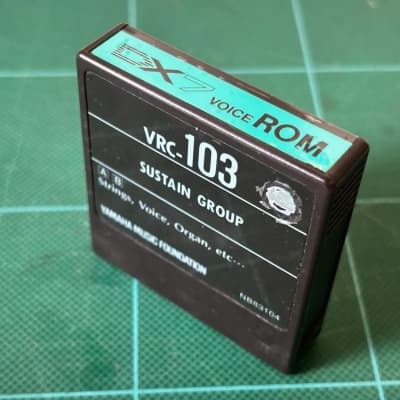 DX7 VOICE ROM
VRC-103
SUSTAIN GROUP
A B
Strings, Voice, Organ, etc...
YAMAHA MUSIC FOUNDATION
NB83104